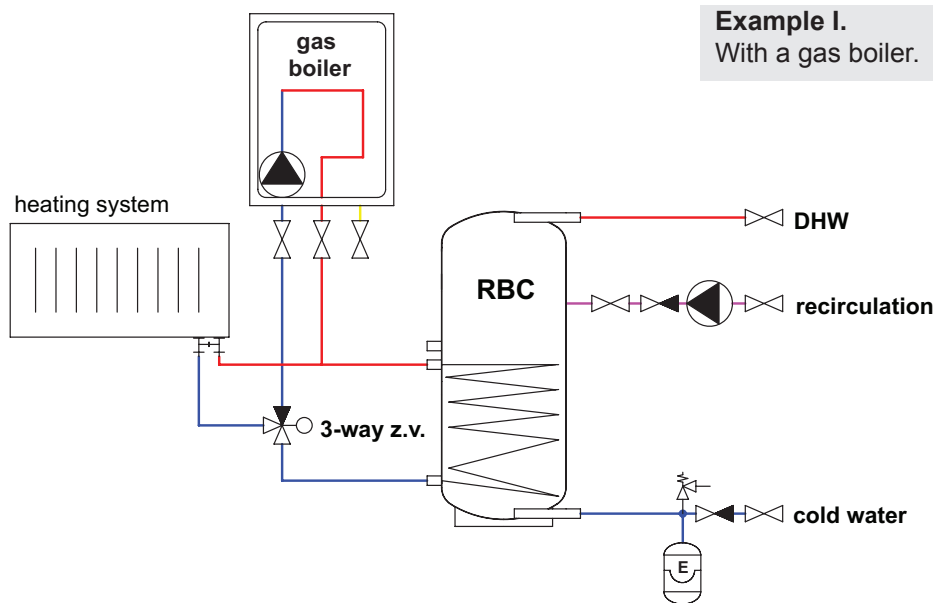 Example I.
With a gas boiler.
gas
boiler
heating system
DHW
RBC
recirculation
3-way z.v.
cold water
E